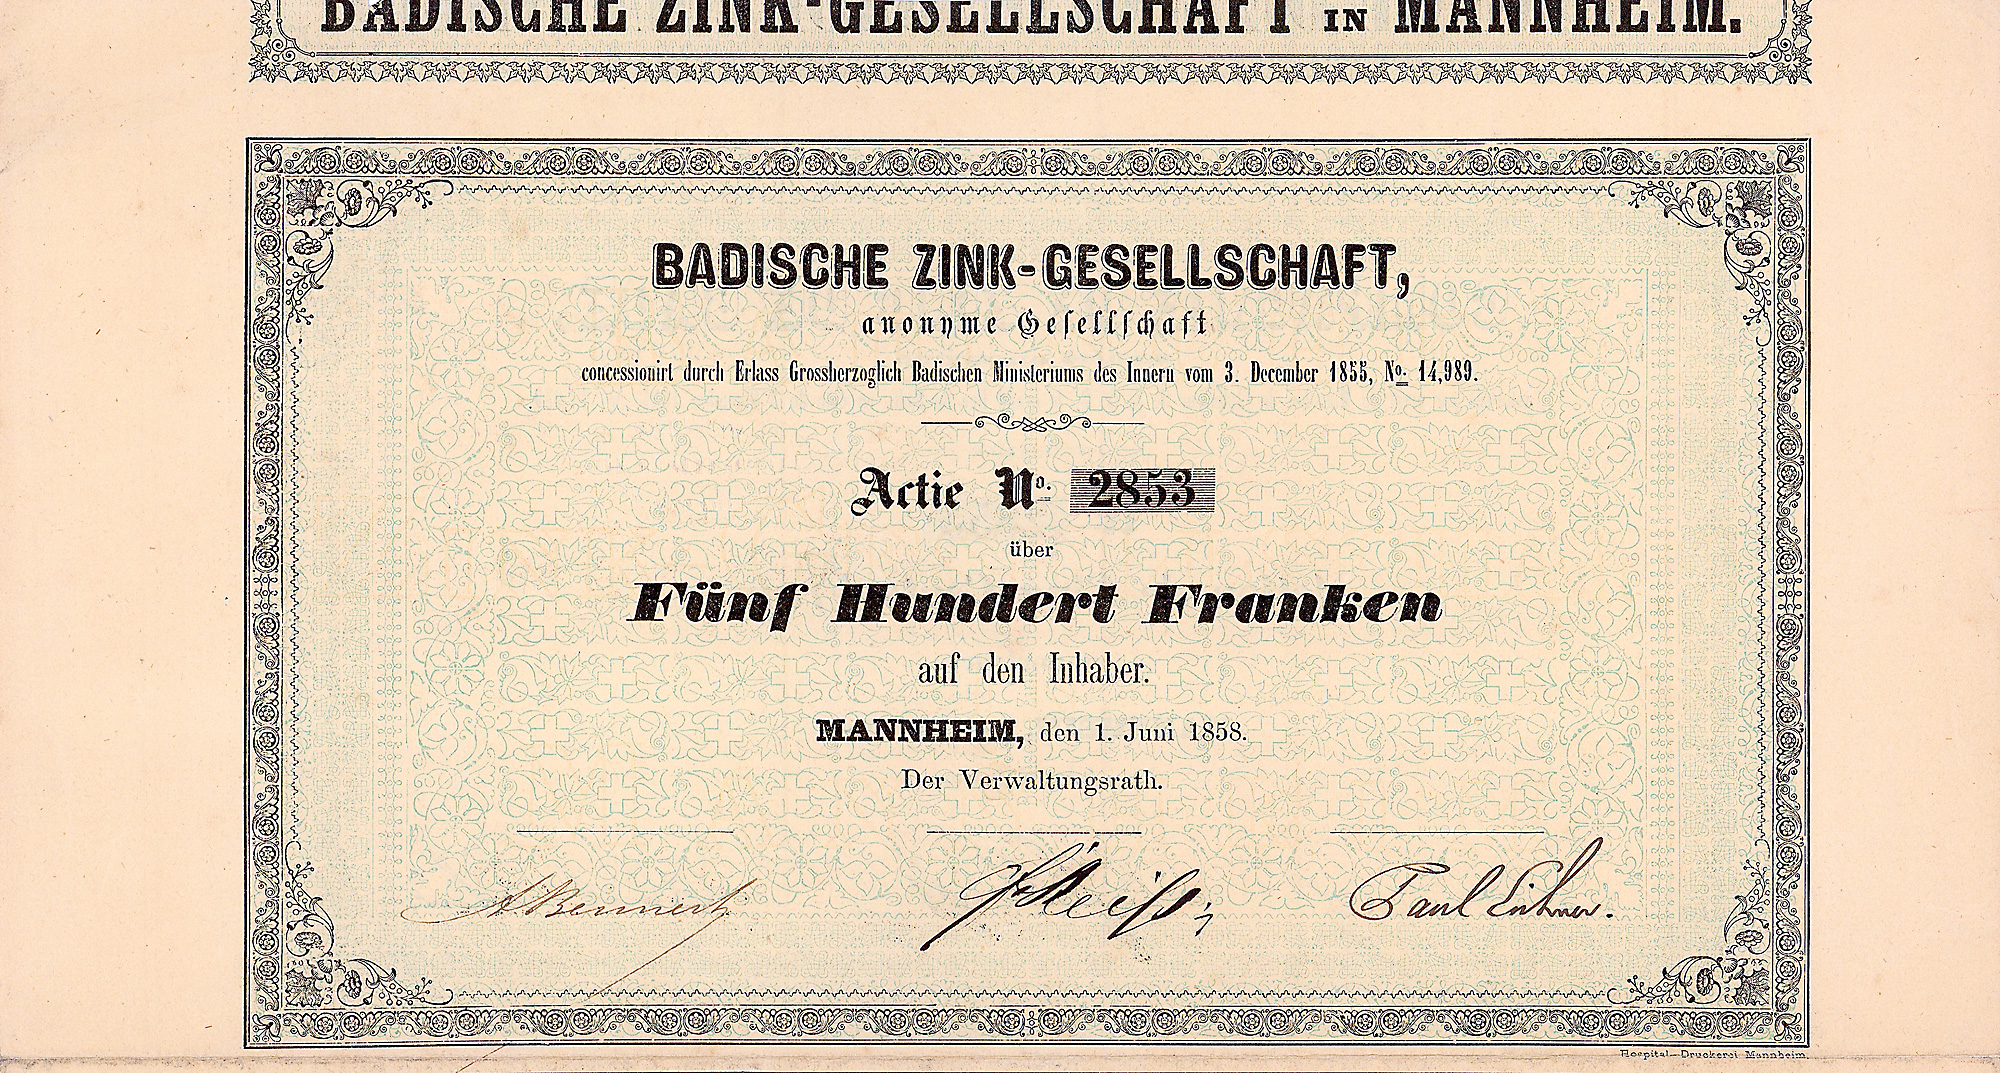 BADISCHE ZINK-GESELLSCHAFT IN MANNHEIM.
BADISCHE ZINK-GESELLSCHAFT,
anonyme Gesellschaft
concessionirt durch Erlass Grossherzoglich Badischen Ministeriums des Innern vom 3. December 1855, No. 14,989.
Actie No. 2853
über
Fünf Hundert Franken
auf den Inhaber.
MANNHEIM, den 1. Juni 1858.
Der Verwaltungsrath.
Paul
Hospital-Druckerei Mannheim.